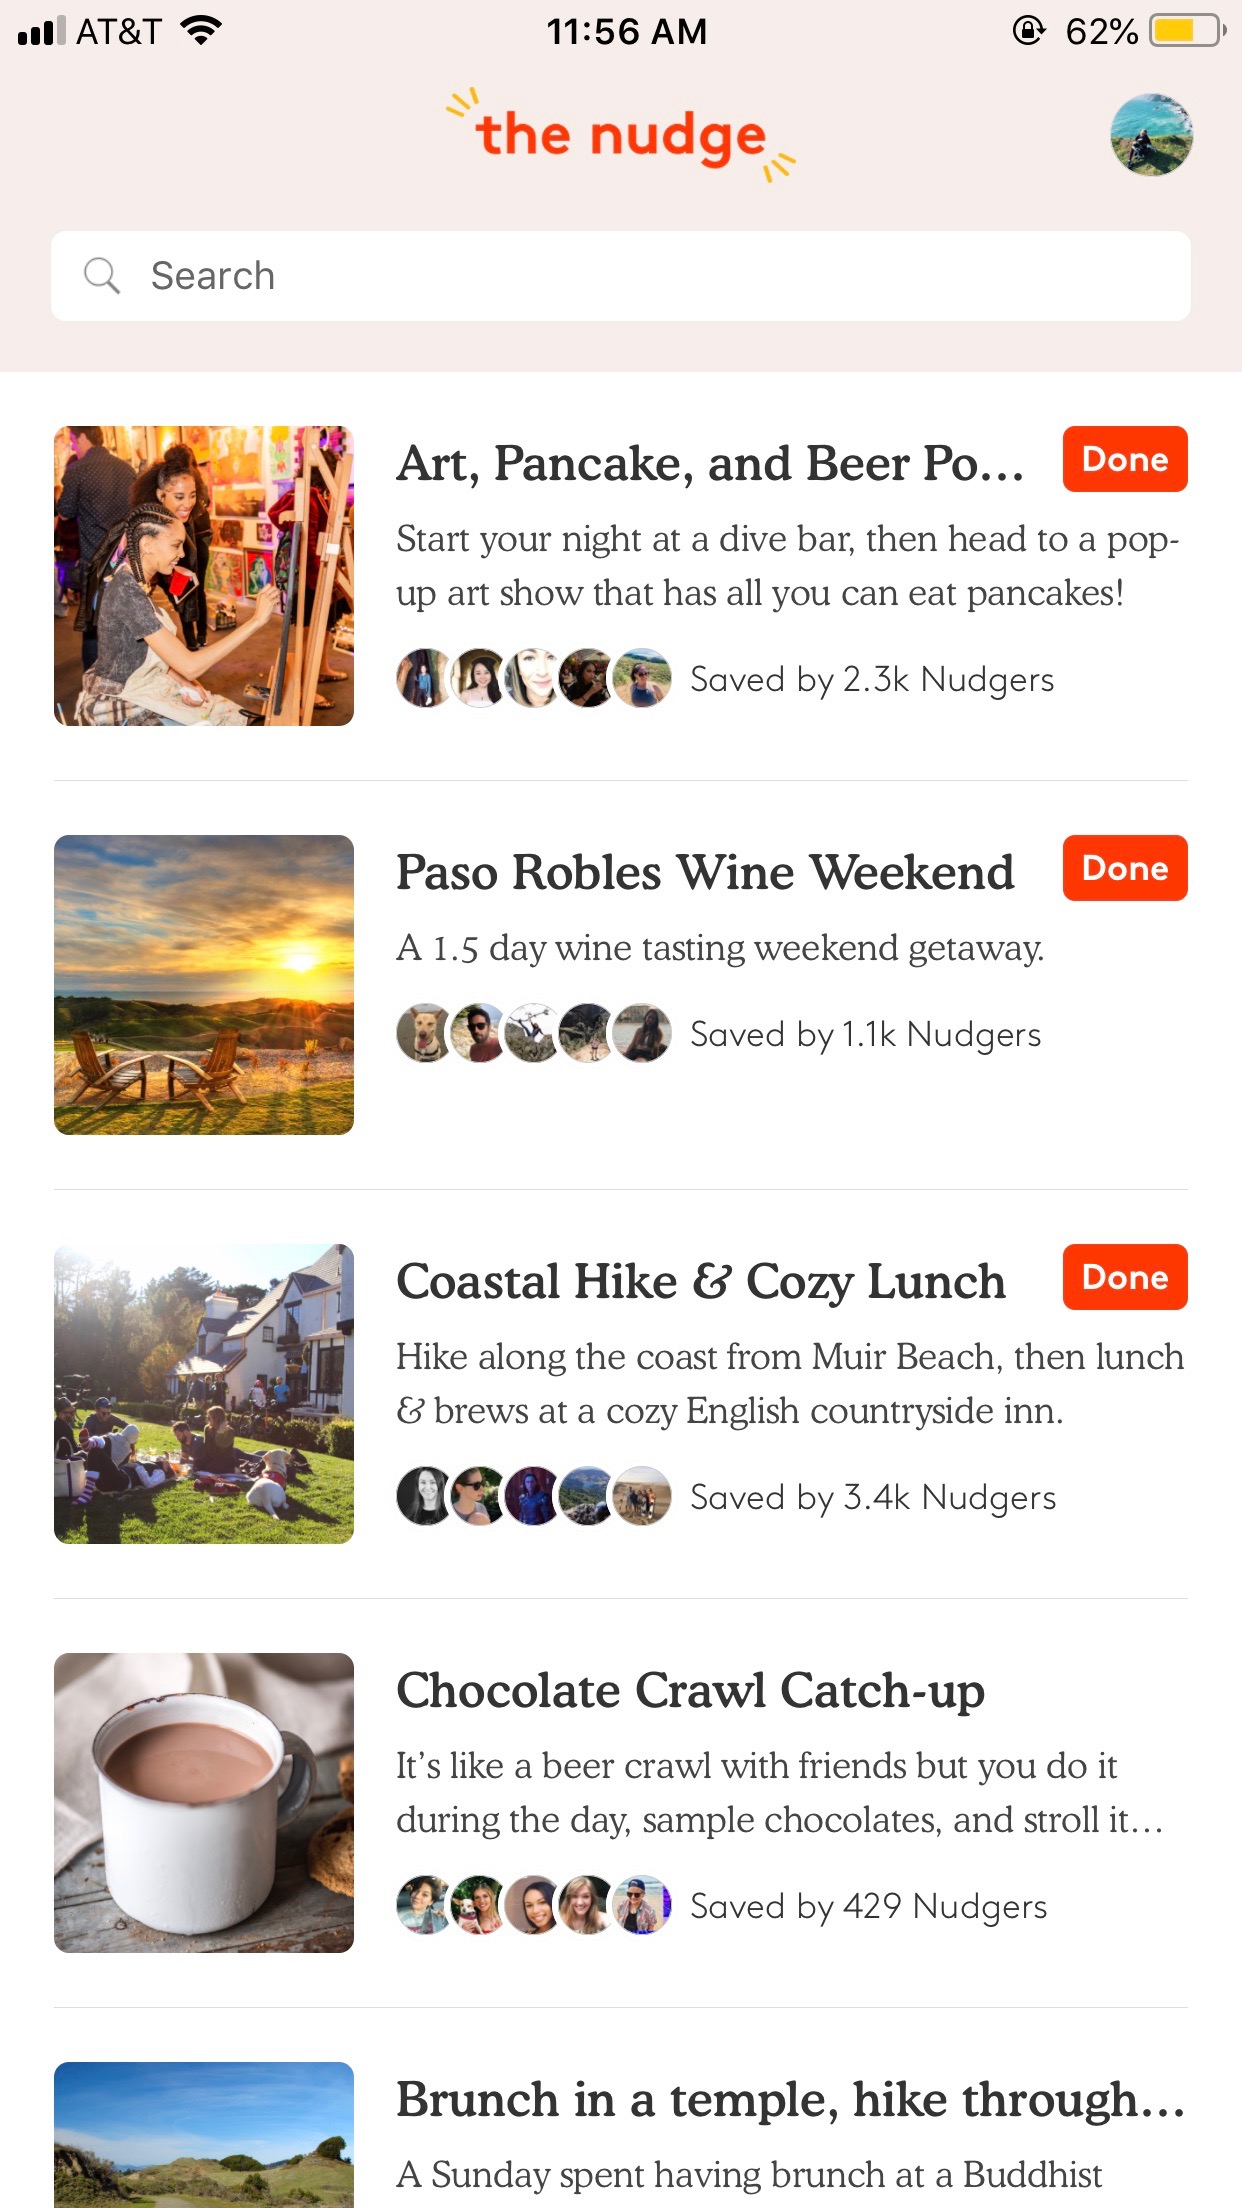 AT&T 11:56 AM 62%
the nudge
Search
Art, Pancake, and Beer Po... Done
Start your night at a dive bar, then head to a pop-
up art show that has all you can eat pancakes!
Saved by 2.3k Nudgers
Paso Robles Wine Weekend Done
A 1.5 day wine tasting weekend getaway.
Saved by 1.1k Nudgers
Coastal Hike & Cozy Lunch Done
Hike along the coast from Muir Beach, then lunch
& brews at a cozy English countryside inn.
Saved by 3.4k Nudgers
Chocolate Crawl Catch-up
It’s like a beer crawl with friends but you do it
during the day, sample chocolates, and stroll it...
Saved by 429 Nudgers
Brunch in a temple, hike through...
A Sunday spent having brunch at a Buddhist